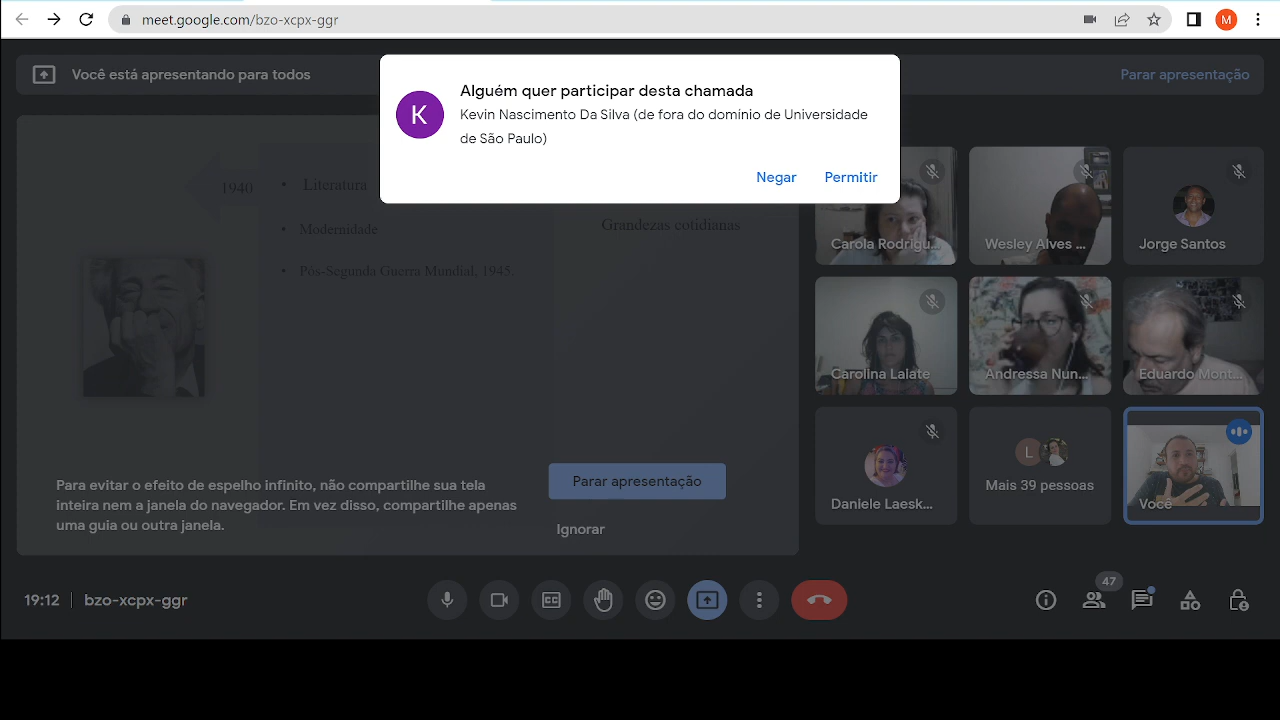 meet.google.com/bzo-xcpx-ggr
M
Você está apresentando para todos
Parar apresentação
Alguém quer participar desta chamada
K
Kevin Nascimento Da Silva (de fora do domínio de Universidade
de São Paulo)
Negar
Permitir
1940
• Literatura
• Modernidade
• Pós-Segunda Guerra Mundial, 1945.
Grandezas cotidianas
Para evitar o efeito de espelho infinito, não compartilhe sua tela
inteira nem a janela do navegador. Em vez disso, compartilhe apenas
uma guia ou outra janela.
Parar apresentação
Ignorar
Carola Rodrigu...
Wesley Alves ...
Jorge Santos
Carolina Laiate
Andressa Nun...
Eduardo Mont...
Daniele Laesk...
L
Mais 39 pessoas
Você
19:12
bzo-xcpx-ggr
CC
47